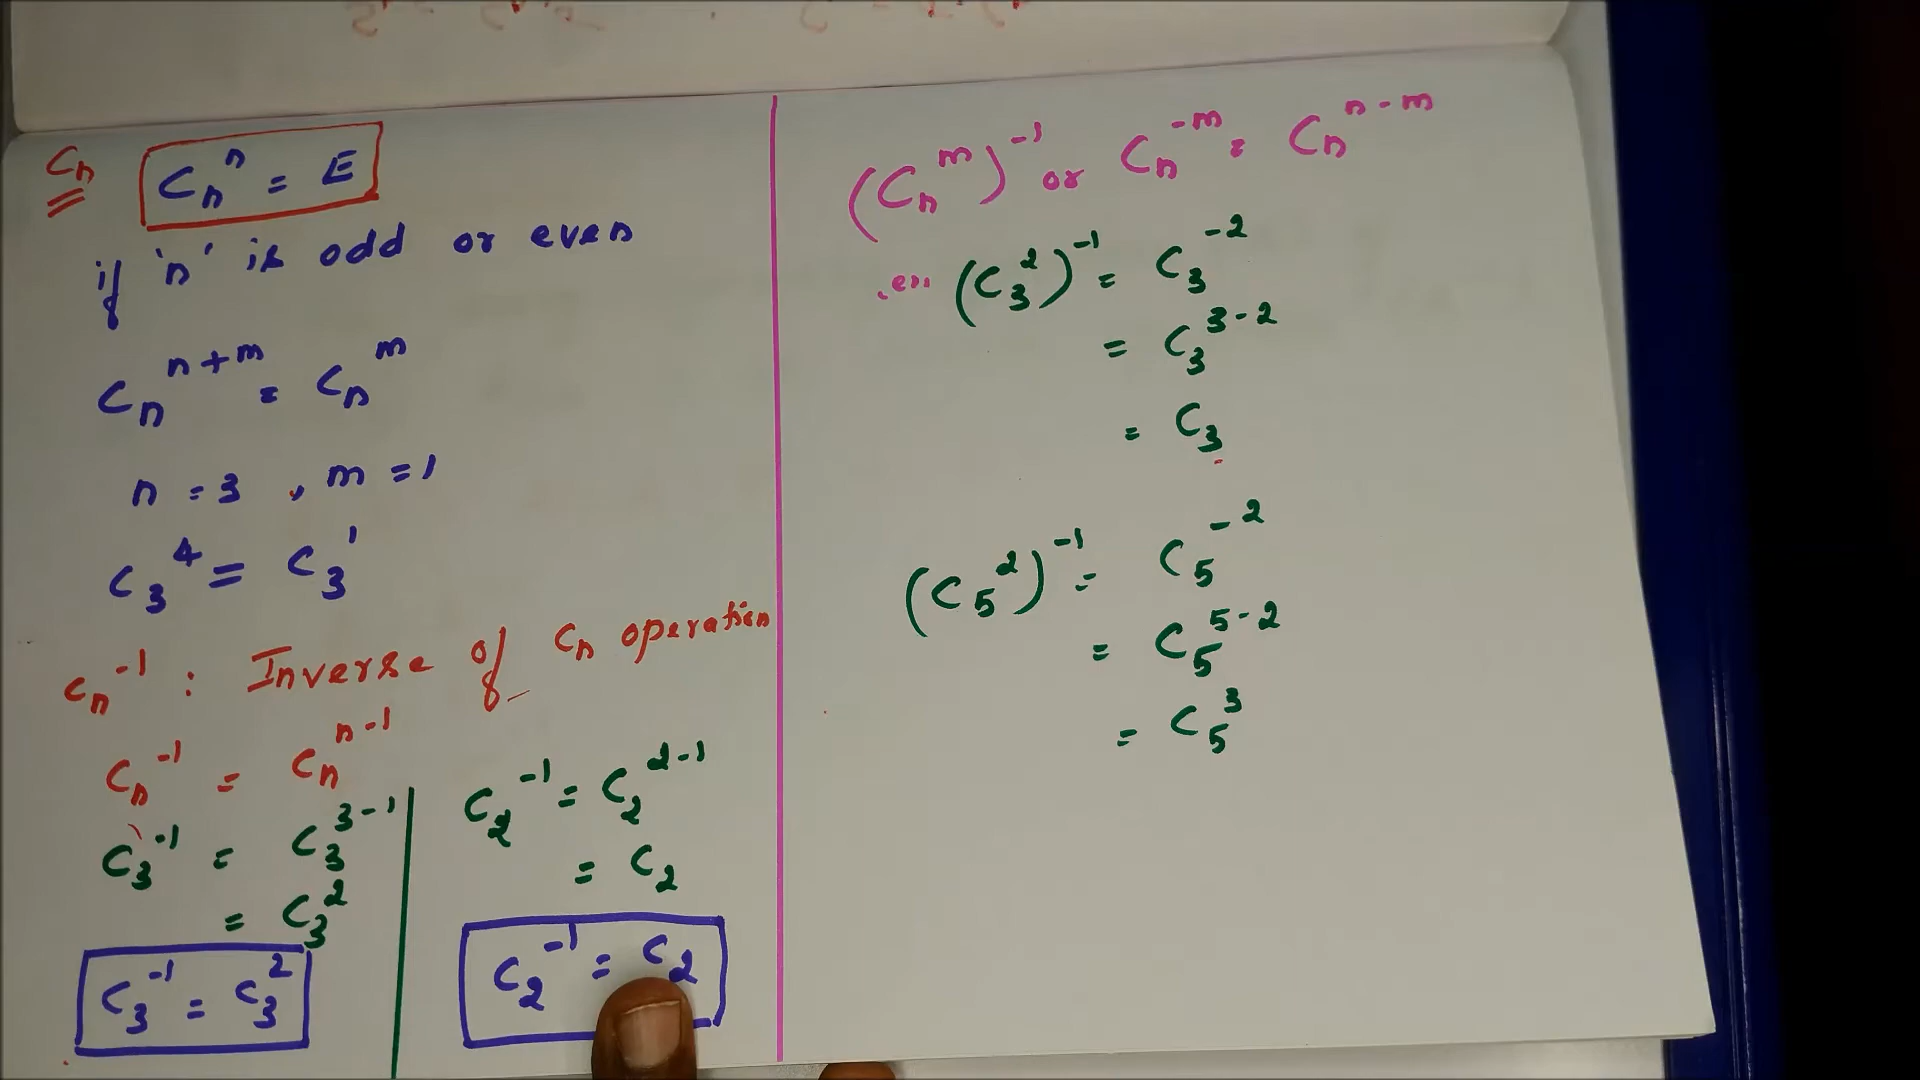 Cn
Cn^n = E
if 'n' is odd or even
Cn^n+m = Cn^m
n = 3 , m = 1
C3^4 = C3^1
Cn^-1 : Inverse of Cn operation
Cn^-1 = Cn^n-1
C3^-1 = C3^3-1
= C3^2
C3^-1 = C3^2
C2^-1 = C2^2-1
= C2
C2^-1 = C2
(Cn^m)^-1 or Cn^-m = Cn^n-m
(C3^2)^-1 = C3^-2
= C3^3-2
= C3
(C5^2)^-1 = C5^-2
= C5^5-2
= C5^3